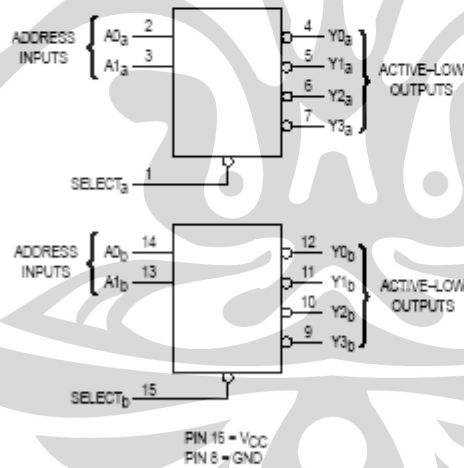 ADDRESS
INPUTS
A0a 2
A1a 3
4 Y0a
5 Y1a
6 Y2a
7 Y3a
ACTIVE–LOW
OUTPUTS
SELECTa 1
ADDRESS
INPUTS
A0b 14
A1b 13
12 Y0b
11 Y1b
10 Y2b
9 Y3b
ACTIVE–LOW
OUTPUTS
SELECTb 15
PIN 16 = VCC
PIN 8 = GND